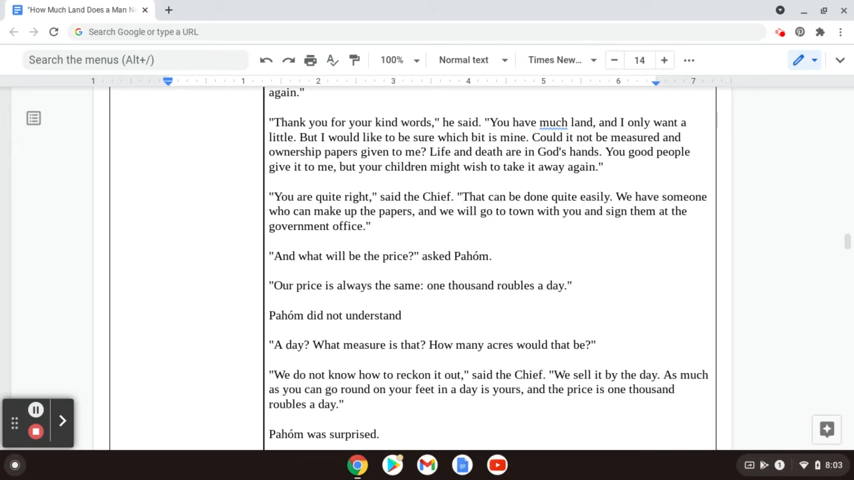 "How Much Land Does a Man N
Search Google or type a URL
Search the menus (Alt+/)
100%
Normal text
Times New...
14
1 1 2 3 4 5 6 7
again."
"Thank you for your kind words," he said. "You have much land, and I only want a
little. But I would like to be sure which bit is mine. Could it not be measured and
ownership papers given to me? Life and death are in God's hands. You good people
give it to me, but your children might wish to take it away again."
"You are quite right," said the Chief. "That can be done quite easily. We have someone
who can make up the papers, and we will go to town with you and sign them at the
government office."
"And what will be the price?" asked Pahóm.
"Our price is always the same: one thousand roubles a day."
Pahóm did not understand
"A day? What measure is that? How many acres would that be?"
"We do not know how to reckon it out," said the Chief. "We sell it by the day. As much
as you can go round on your feet in a day is yours, and the price is one thousand
roubles a day."
Pahóm was surprised.
1
8:03